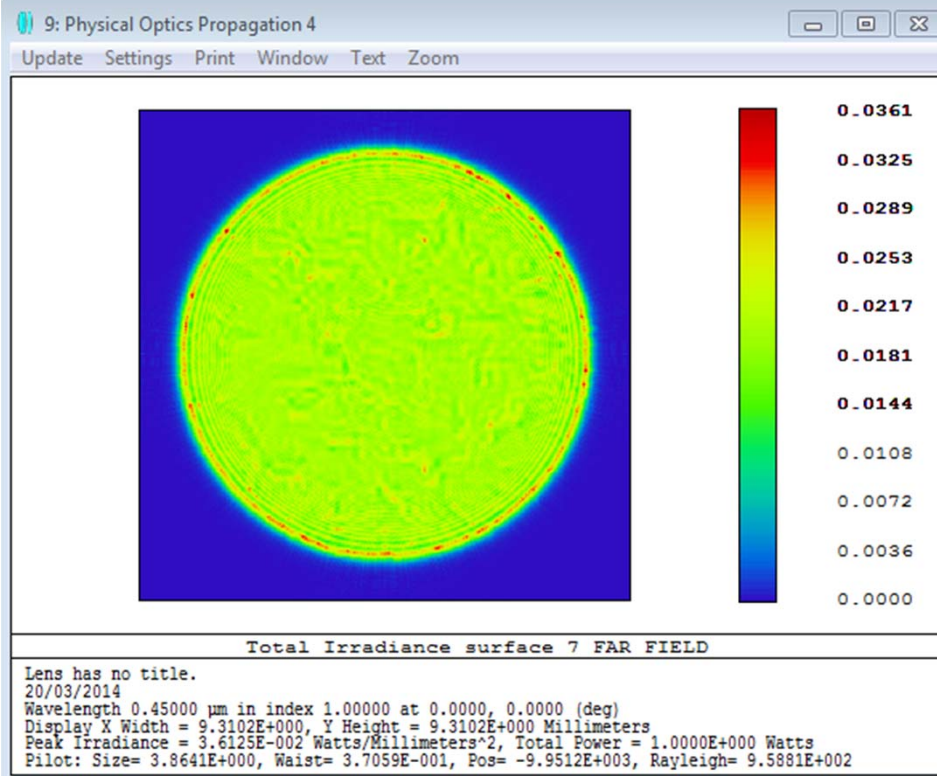 9: Physical Optics Propagation 4
Update Settings Print Window Text Zoom
0.0361
0.0325
0.0289
0.0253
0.0217
0.0181
0.0144
0.0108
0.0072
0.0036
0.0000
Total Irradiance surface 7 FAR FIELD
Lens has no title.
20/03/2014
Wavelength 0.45000 µm in index 1.00000 at 0.0000, 0.0000 (deg)
Display X Width = 9.3102E+000, Y Height = 9.3102E+000 Millimeters
Peak Irradiance = 3.6125E-002 Watts/Millimeters^2, Total Power = 1.0000E+000 Watts
Pilot: Size= 3.8641E+000, Waist= 3.7059E-001, Pos= -9.9512E+003, Rayleigh= 9.5881E+002